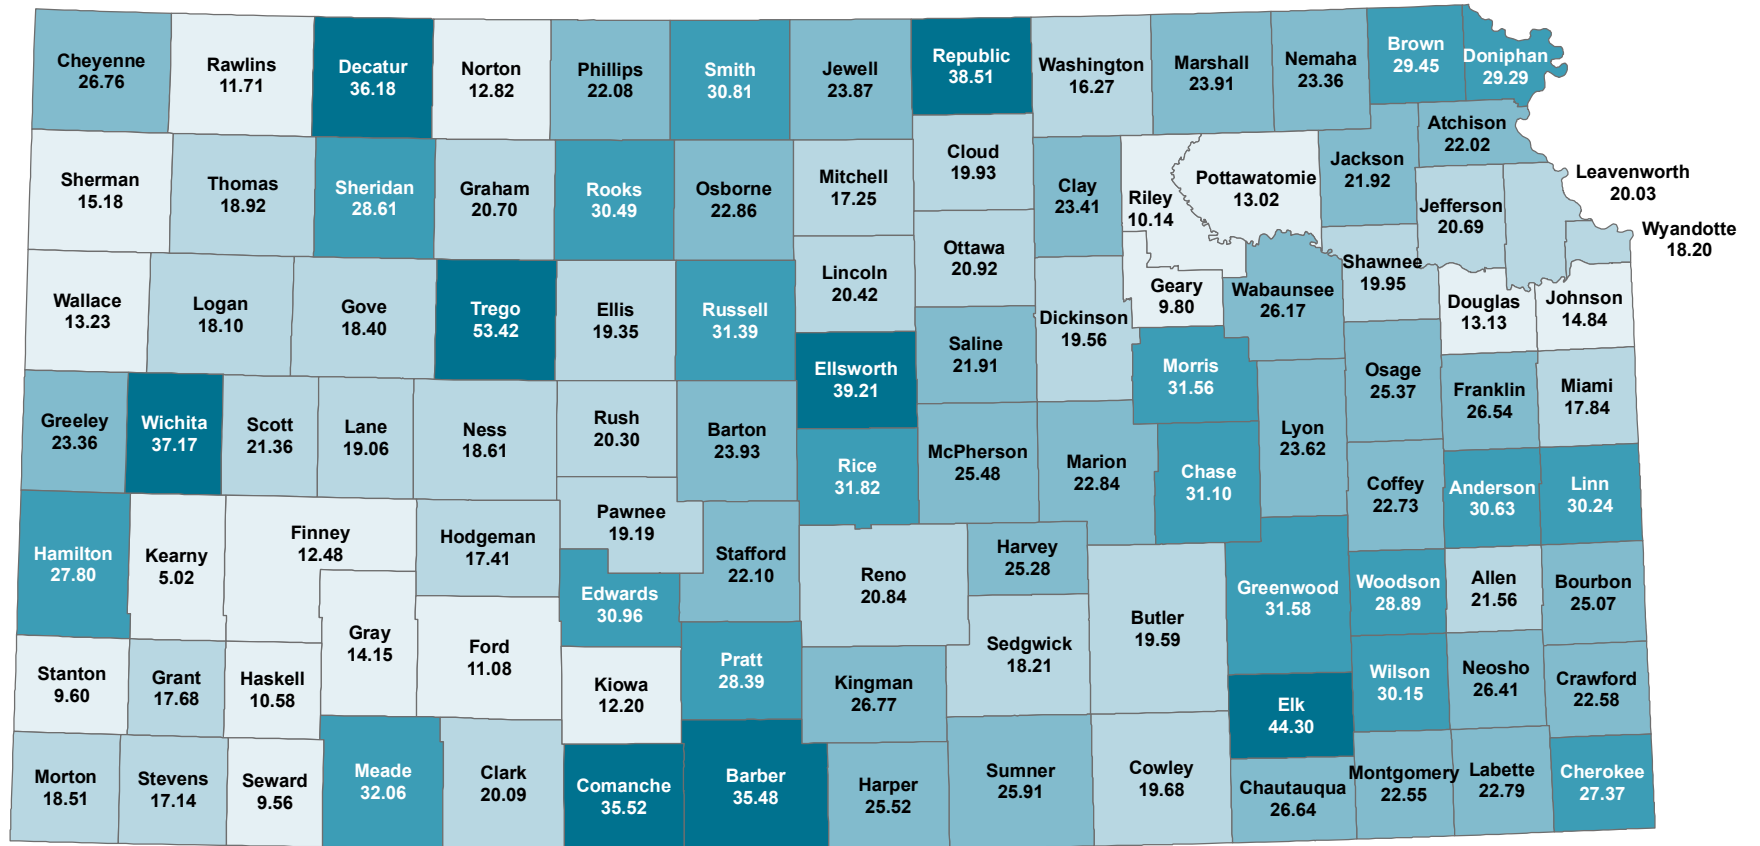 Cheyenne
26.76
Rawlins
11.71
Decatur
36.18
Norton
12.82
Phillips
22.08
Smith
30.81
Jewell
23.87
Republic
38.51
Washington
16.27
Marshall
23.91
Nemaha
23.36
Brown
29.45
Doniphan
29.29
Sherman
15.18
Thomas
18.92
Sheridan
28.61
Graham
20.70
Rooks
30.49
Osborne
22.86
Mitchell
17.25
Cloud
19.93
Clay
23.41
Riley
10.14
Pottawatomie
13.02
Jackson
21.92
Atchison
22.02
Jefferson
20.69
Leavenworth
20.03
Wyandotte
18.20
Wallace
13.23
Logan
18.10
Gove
18.40
Trego
53.42
Ellis
19.35
Russell
31.39
Lincoln
20.42
Ottawa
20.92
Saline
21.91
Dickinson
19.56
Geary
9.80
Wabaunsee
26.17
Shawnee
19.95
Douglas
13.13
Johnson
14.84
Greeley
23.36
Wichita
37.17
Scott
21.36
Lane
19.06
Ness
18.61
Rush
20.30
Barton
23.93
Ellsworth
39.21
Rice
31.82
McPherson
25.48
Marion
22.84
Morris
31.56
Chase
31.10
Lyon
23.62
Osage
25.37
Franklin
26.54
Miami
17.84
Coffey
22.73
Anderson
30.63
Linn
30.24
Hamilton
27.80
Kearny
5.02
Finney
12.48
Hodgeman
17.41
Pawnee
19.19
Edwards
30.96
Stafford
22.10
Reno
20.84
Harvey
25.28
Butler
19.59
Greenwood
31.58
Woodson
28.89
Allen
21.56
Bourbon
25.07
Stanton
9.60
Grant
17.68
Haskell
10.58
Gray
14.15
Ford
11.08
Kiowa
12.20
Pratt
28.39
Kingman
26.77
Sedgwick
18.21
Elk
44.30
Wilson
30.15
Neosho
26.41
Crawford
22.58
Morton
18.51
Stevens
17.14
Seward
9.56
Meade
32.06
Clark
20.09
Comanche
35.52
Barber
35.48
Harper
25.52
Sumner
25.91
Cowley
19.68
Chautauqua
26.64
Montgomery
22.55
Labette
22.79
Cherokee
27.37